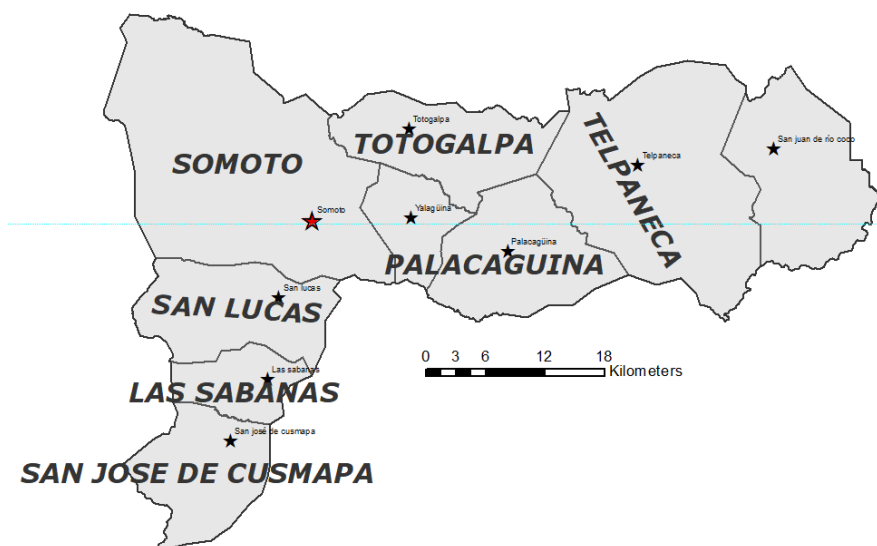 Totogalpa
TOTOGALPA
TELPANECA
San juan de río coco
SOMOTO
Telpaneca
Somoto
Yalagüina
Palacagüina
PALACAGUINA
San lucas
SAN LUCAS
0 3 6 12 18
Kilometers
Las sabanas
LAS SABANAS
San josé de cusmapa
SAN JOSE DE CUSMAPA